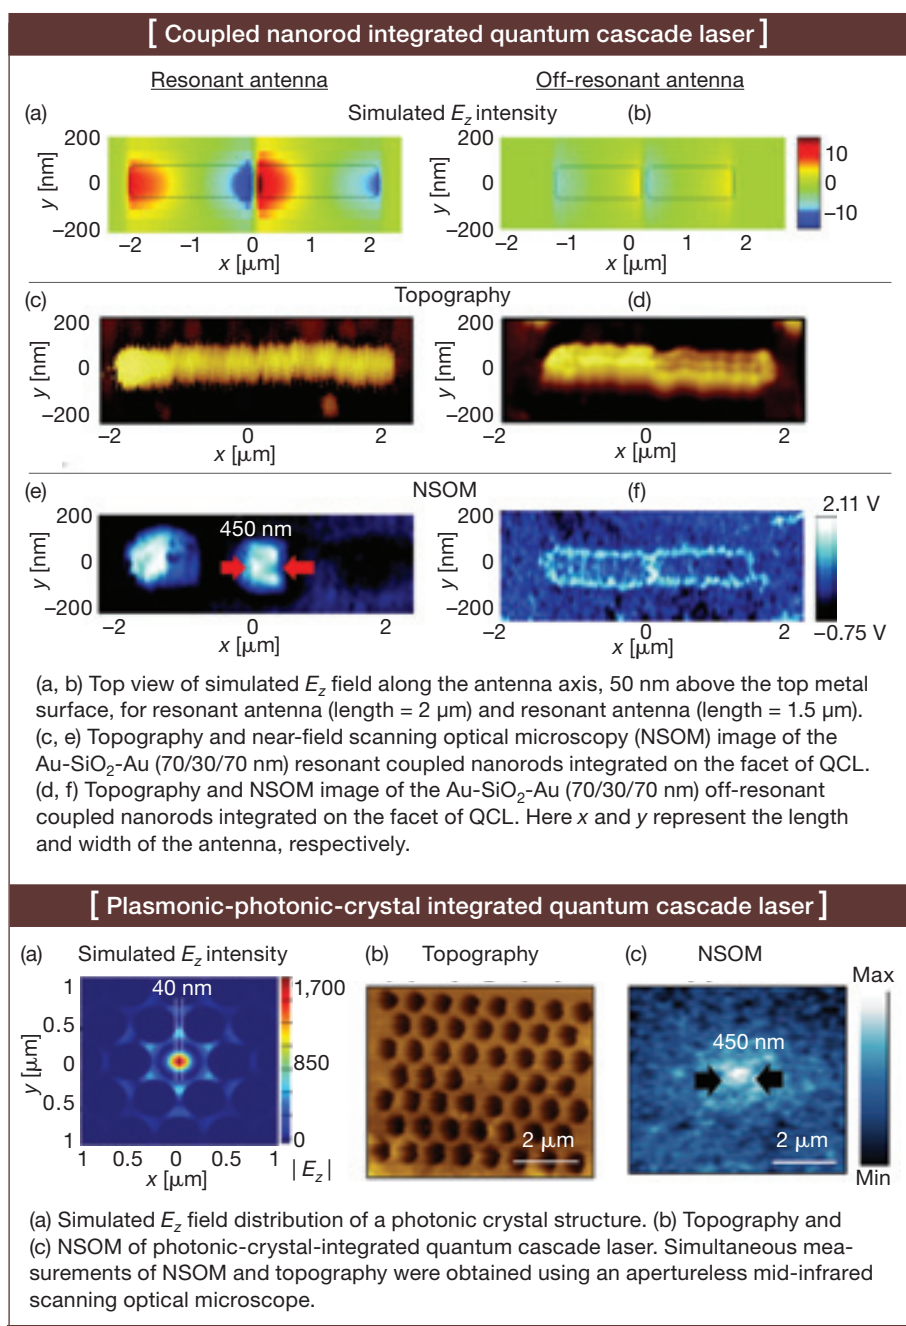 [ Coupled nanorod integrated quantum cascade laser ]
Resonant antenna
Off-resonant antenna
(a)
Simulated E_z intensity
(b)
200
0
−200
y [nm]
−2 −1 0 1 2
x [μm]
y [nm]
200
0
−200
−2 −1 0 1 2
x [μm]
10
0
−10
(c)
Topography
(d)
200
0
−200
y [nm]
−2 0 2
x [μm]
y [nm]
200
0
−200
−2 0 2
x [μm]
(e)
NSOM
(f)
200
0
−200
y [nm]
450 nm
−2 0 2
x [μm]
y [nm]
200
0
−200
−2 0 2
x [μm]
2.11 V
−0.75 V
(a, b) Top view of simulated E_z field along the antenna axis, 50 nm above the top metal
surface, for resonant antenna (length = 2 μm) and resonant antenna (length = 1.5 μm).
(c, e) Topography and near-field scanning optical microscopy (NSOM) image of the
Au-SiO₂-Au (70/30/70 nm) resonant coupled nanorods integrated on the facet of QCL.
(d, f) Topography and NSOM image of the Au-SiO₂-Au (70/30/70 nm) off-resonant
coupled nanorods integrated on the facet of QCL. Here x and y represent the length
and width of the antenna, respectively.
[ Plasmonic-photonic-crystal integrated quantum cascade laser ]
(a) Simulated E_z intensity
(b) Topography
(c) NSOM
1
0.5
0
0.5
1
y [μm]
40 nm
1 0.5 0 0.5 1
x [μm]
1,700
850
0
|E_z|
2 μm
450 nm
2 μm
Max
Min
(a) Simulated E_z field distribution of a photonic crystal structure. (b) Topography and
(c) NSOM of photonic-crystal-integrated quantum cascade laser. Simultaneous mea-
surements of NSOM and topography were obtained using an apertureless mid-infrared
scanning optical microscope.